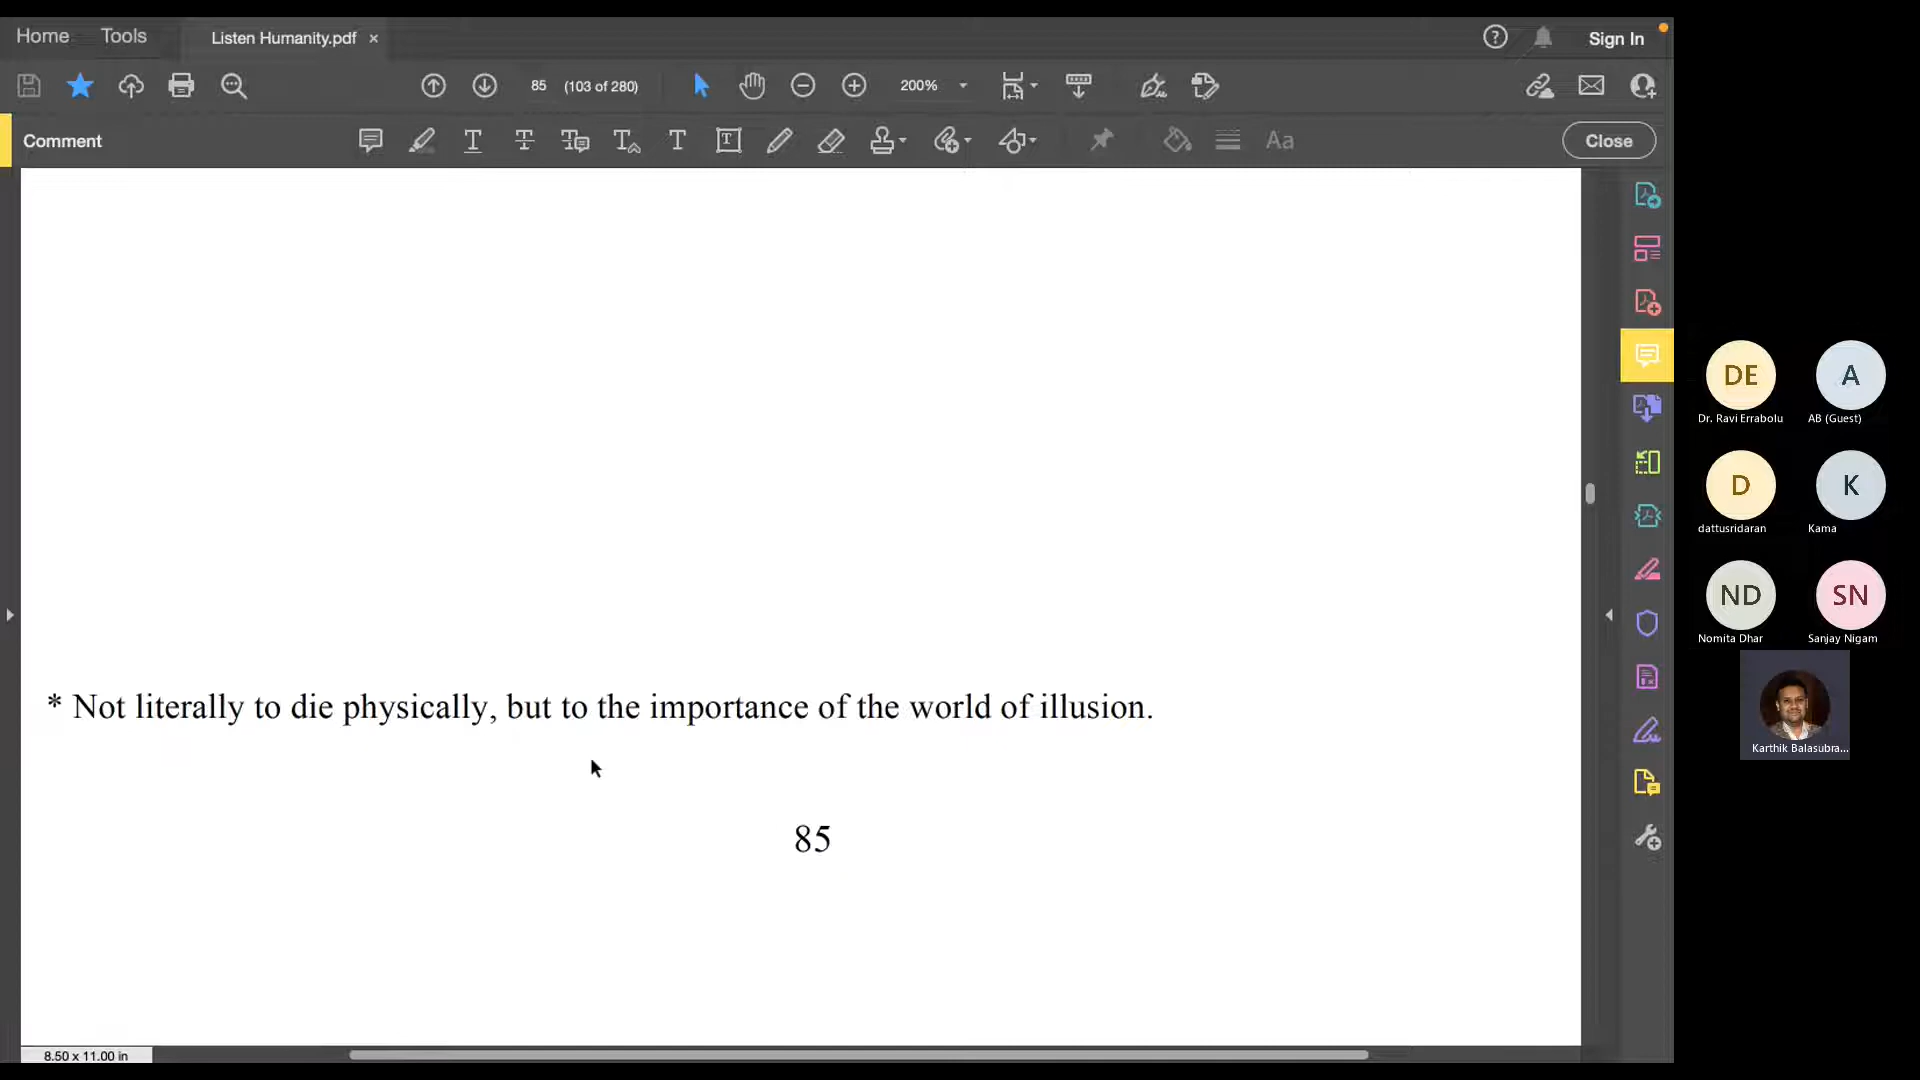 Home Tools Listen Humanity.pdf × ? Sign In
85 (103 of 280) 200%
Comment Close
T T T T T T Aa
* Not literally to die physically, but to the importance of the world of illusion.
85
8.50 x 11.00 in
DE A
Dr. Ravi Errabolu AB (Guest)
D K
dattusridaran Kama
ND SN
Nomita Dhar Sanjay Nigam
Karthik Balasubra...